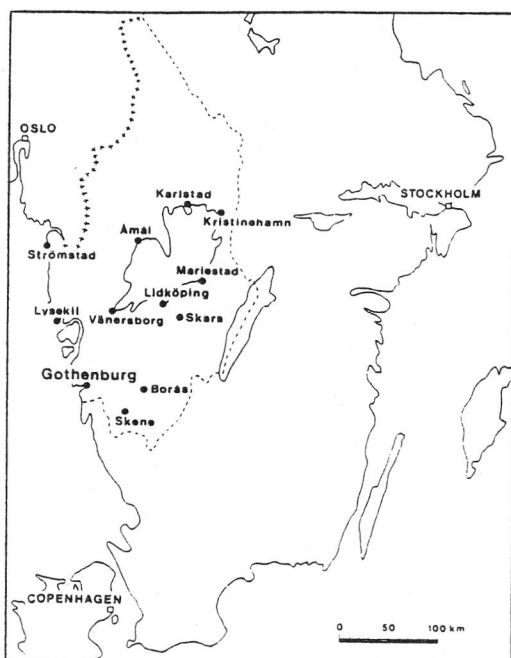 OSLO
Karlstad
STOCKHOLM
Kristinehamn
Åmål
Strömstad
Mariestad
Lidköping
Lysekil
Vänersborg
Skara
Gothenburg
Borås
Skene
COPENHAGEN
0 50 100 km